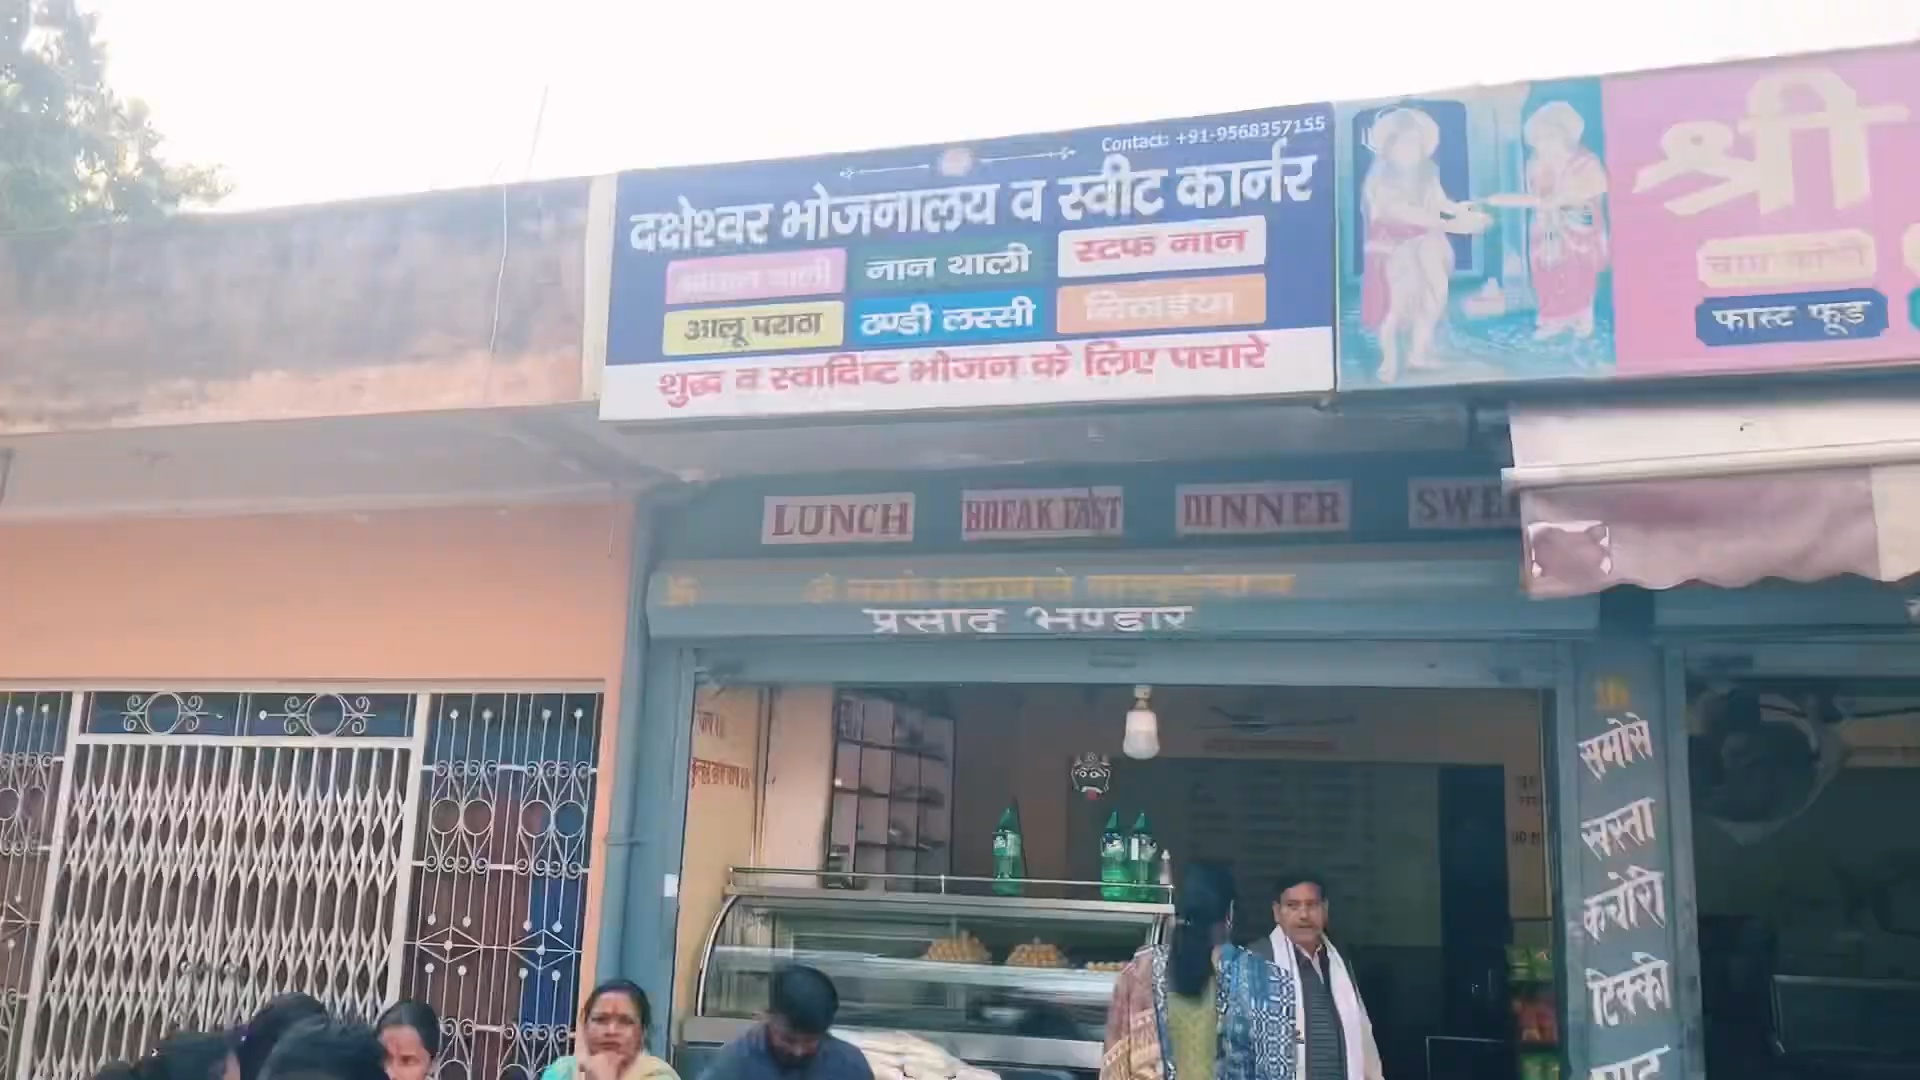 Contact: +91-9568357155
दक्षेश्वर भोजनालय व स्वीट कार्नर
थाली नान थाली स्टफ नान
आलू पराठा ठण्डी लस्सी मिठाईया
शुद्ध व स्वादिष्ट भोजन के लिए पधारे
श्री
फास्ट फूड
LUNCH BREAK FAST DINNER
प्रसाद भण्डार
समोसे
खस्ता
कचोरी
टिक्की